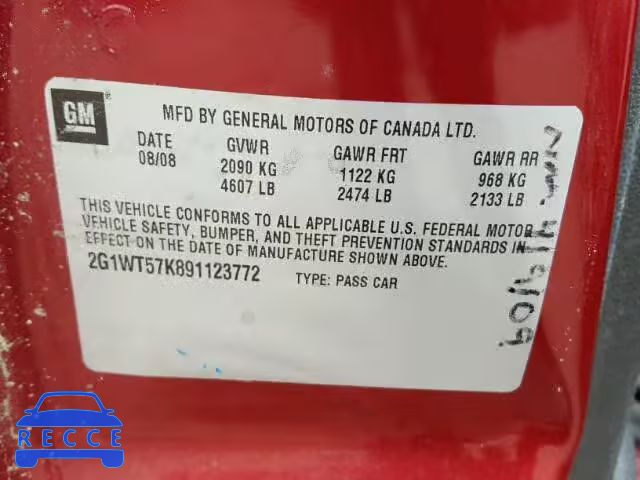 GM
MFD BY GENERAL MOTORS OF CANADA LTD.
DATE GVWR GAWR FRT GAWR RR
08/08 2090 KG 1122 KG 968 KG
4607 LB 2474 LB 2133 LB
THIS VEHICLE CONFORMS TO ALL APPLICABLE U.S. FEDERAL MOTOR
VEHICLE SAFETY, BUMPER, AND THEFT PREVENTION STANDARDS IN
EFFECT ON THE DATE OF MANUFACTURE SHOWN ABOVE.
2G1WT57K891123772 TYPE: PASS CAR
RECCE